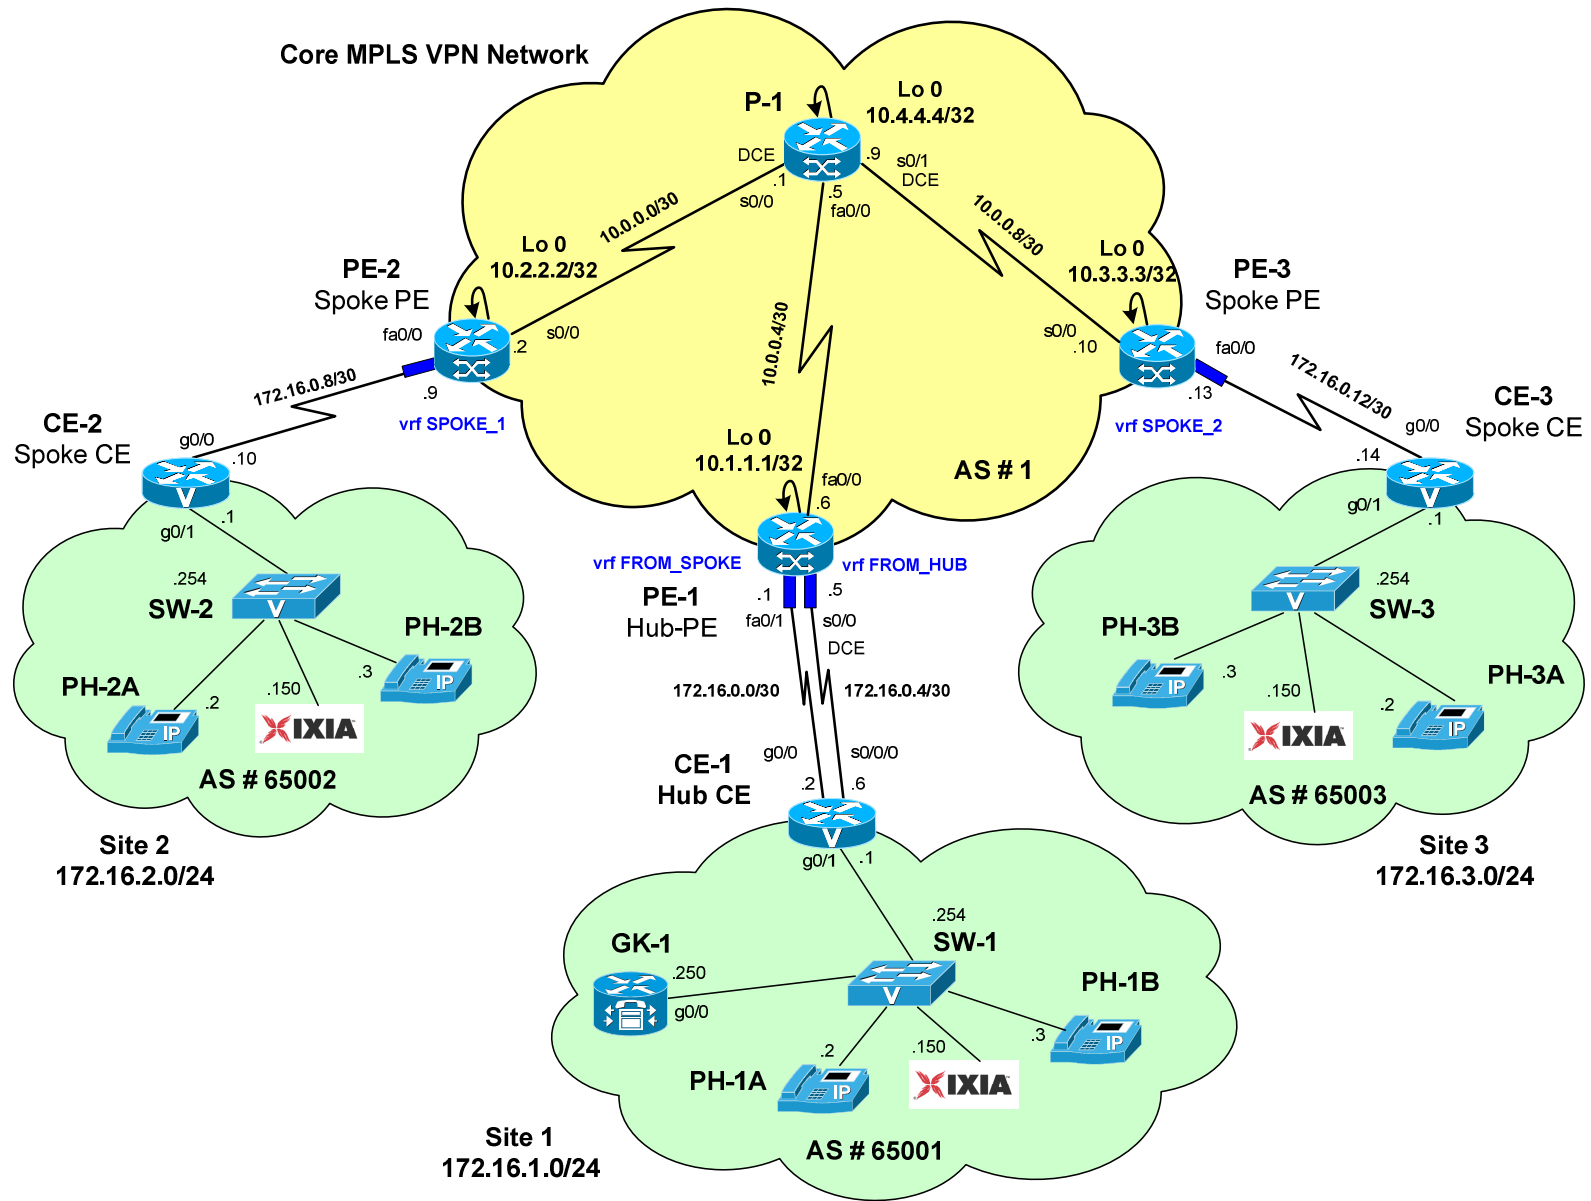 Core MPLS VPN Network
P-1
Lo 0
10.4.4.4/32
DCE
.1
s0/0
.5
fa0/0
.9
s0/1
DCE
10.0.0.0/30
10.0.0.4/30
10.0.0.8/30
PE-2
Spoke PE
Lo 0
10.2.2.2/32
fa0/0
.2
s0/0
.9
vrf SPOKE_1
172.16.0.8/30
CE-2
Spoke CE
g0/0
.10
g0/1
.1
.254
SW-2
PH-2B
.3
IP
PH-2A
.2
IP
.150
IXIA
V
V
AS # 65002
Site 2
172.16.2.0/24
PE-3
Spoke PE
Lo 0
10.3.3.3/32
s0/0
.10
fa0/0
.13
vrf SPOKE_2
172.16.0.12/30
CE-3
Spoke CE
g0/0
.14
g0/1
.1
V
.254
SW-3
V
PH-3B
.3
IP
PH-3A
.2
IP
.150
IXIA
AS # 65003
Site 3
172.16.3.0/24
AS # 1
Lo 0
10.1.1.1/32
fa0/0
.6
vrf FROM_SPOKE
vrf FROM_HUB
PE-1
Hub-PE
.1
fa0/1
.5
s0/0
DCE
172.16.0.0/30
172.16.0.4/30
CE-1
Hub CE
g0/0
.2
s0/0/0
.6
V
g0/1
.1
.254
SW-1
V
GK-1
.250
g0/0
PH-1B
.3
IP
PH-1A
.2
IP
.150
IXIA
AS # 65001
Site 1
172.16.1.0/24